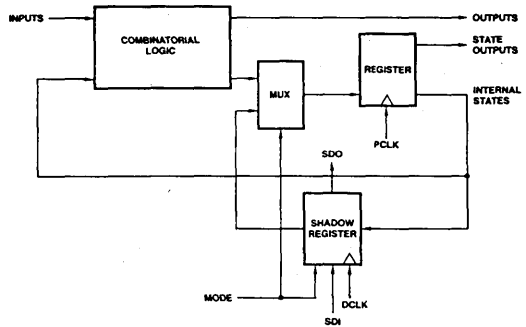 INPUTS
COMBINATORIAL
LOGIC
OUTPUTS
STATE
OUTPUTS
REGISTER
MUX
INTERNAL
STATES
PCLK
SDO
SHADOW
REGISTER
MODE
DCLK
SDI